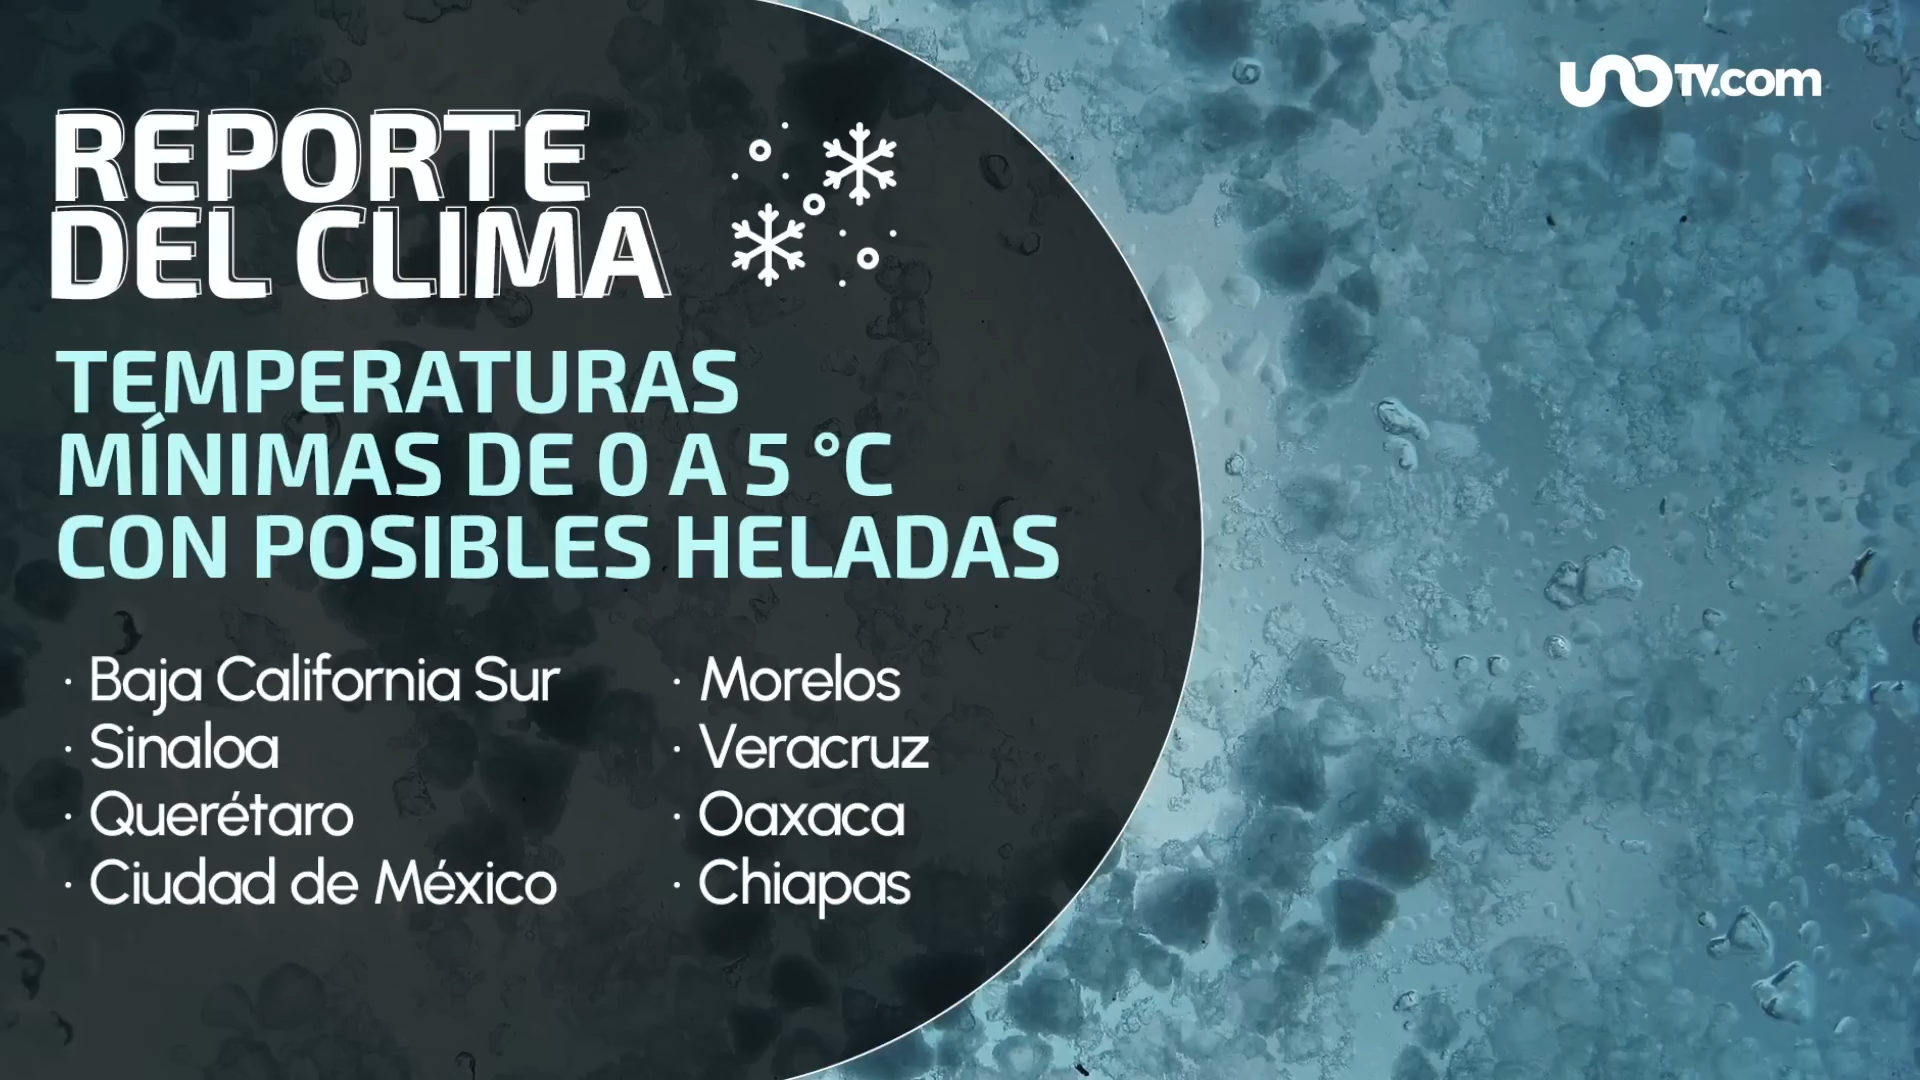 UNOTV.com
REPORTE
DEL CLIMA
TEMPERATURAS
MÍNIMAS DE 0 A 5 °C
CON POSIBLES HELADAS
· Baja California Sur
· Sinaloa
· Querétaro
· Ciudad de México
· Morelos
· Veracruz
· Oaxaca
· Chiapas